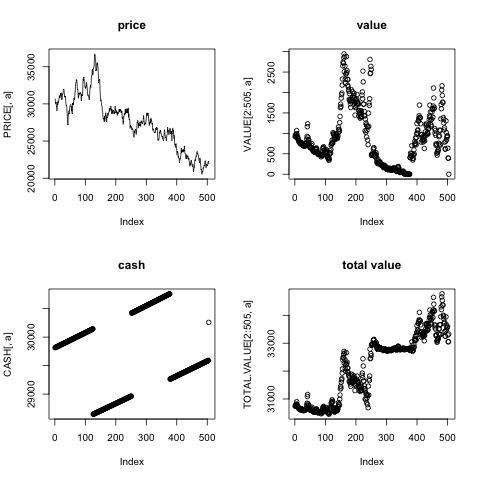 price
PRICE[, a]
20000 25000 30000 35000
0 100 200 300 400 500
Index
value
VALUE[2:505, a]
0 500 1500 2500
0 100 200 300 400 500
Index
cash
CASH[, a]
29000 30000
0 100 200 300 400 500
Index
total value
TOTAL.VALUE[2:505, a]
31000 33000
0 100 200 300 400 500
Index